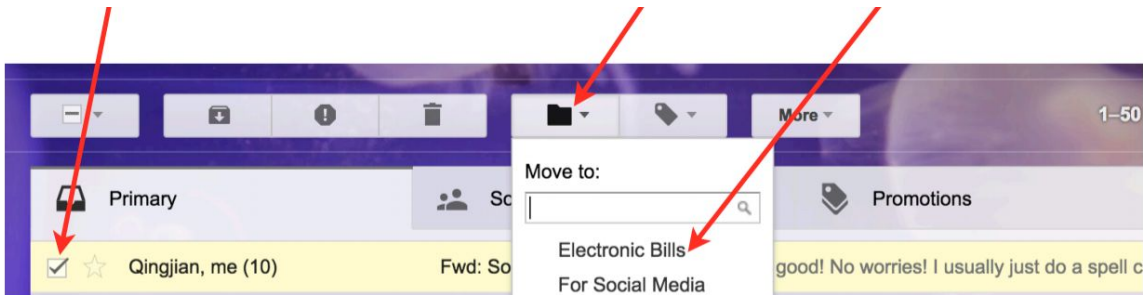 More
1–50
Move to:
Primary
Promotions
Electronic Bills
Qingjian, me (10)
Fwd: So
good! No worries! I usually just do a spell c
For Social Media